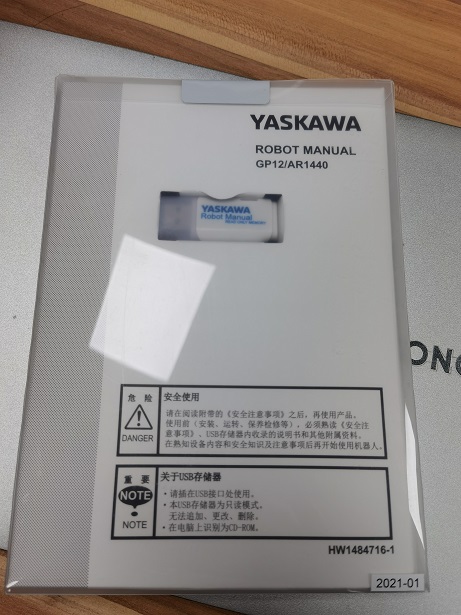 YASKAWA
ROBOT MANUAL
GP12/AR1440
YASKAWA
Robot Manual
READ ONLY MEMORY
危 险
DANGER
安全使用
请在阅读附带的《安全注意事项》之后，再使用产品。
使用前（安装、运转、保养检修等），必须熟读《安全注
意事项》、USB存储器内收录的说明书和其他附属资料。
在熟知设备内容和安全知识及注意事项后再开始使用机器人。
重 要
NOTE
NOTE
关于USB存储器
・请插在USB接口处使用。
・本USB存储器为只读模式，
无法追加、更改、删除。
・在电脑上识别为CD-ROM。
HW1484716-1
2021-01
ONG